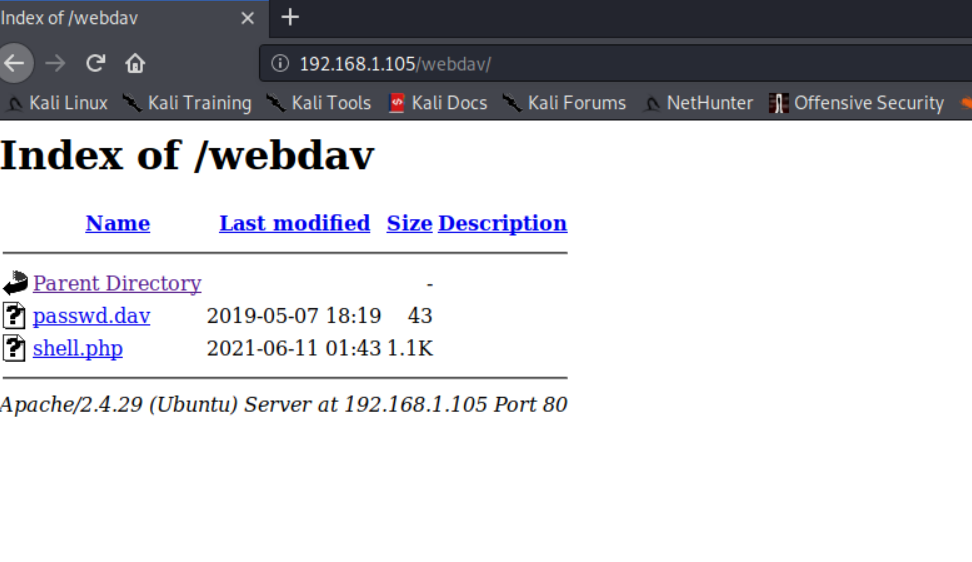 Index of /webdav
192.168.1.105/webdav/
Kali Linux Kali Training Kali Tools Kali Docs Kali Forums NetHunter Offensive Security
Index of /webdav
Name Last modified Size Description
Parent Directory -
passwd.dav 2019-05-07 18:19 43
shell.php 2021-06-11 01:43 1.1K
Apache/2.4.29 (Ubuntu) Server at 192.168.1.105 Port 80